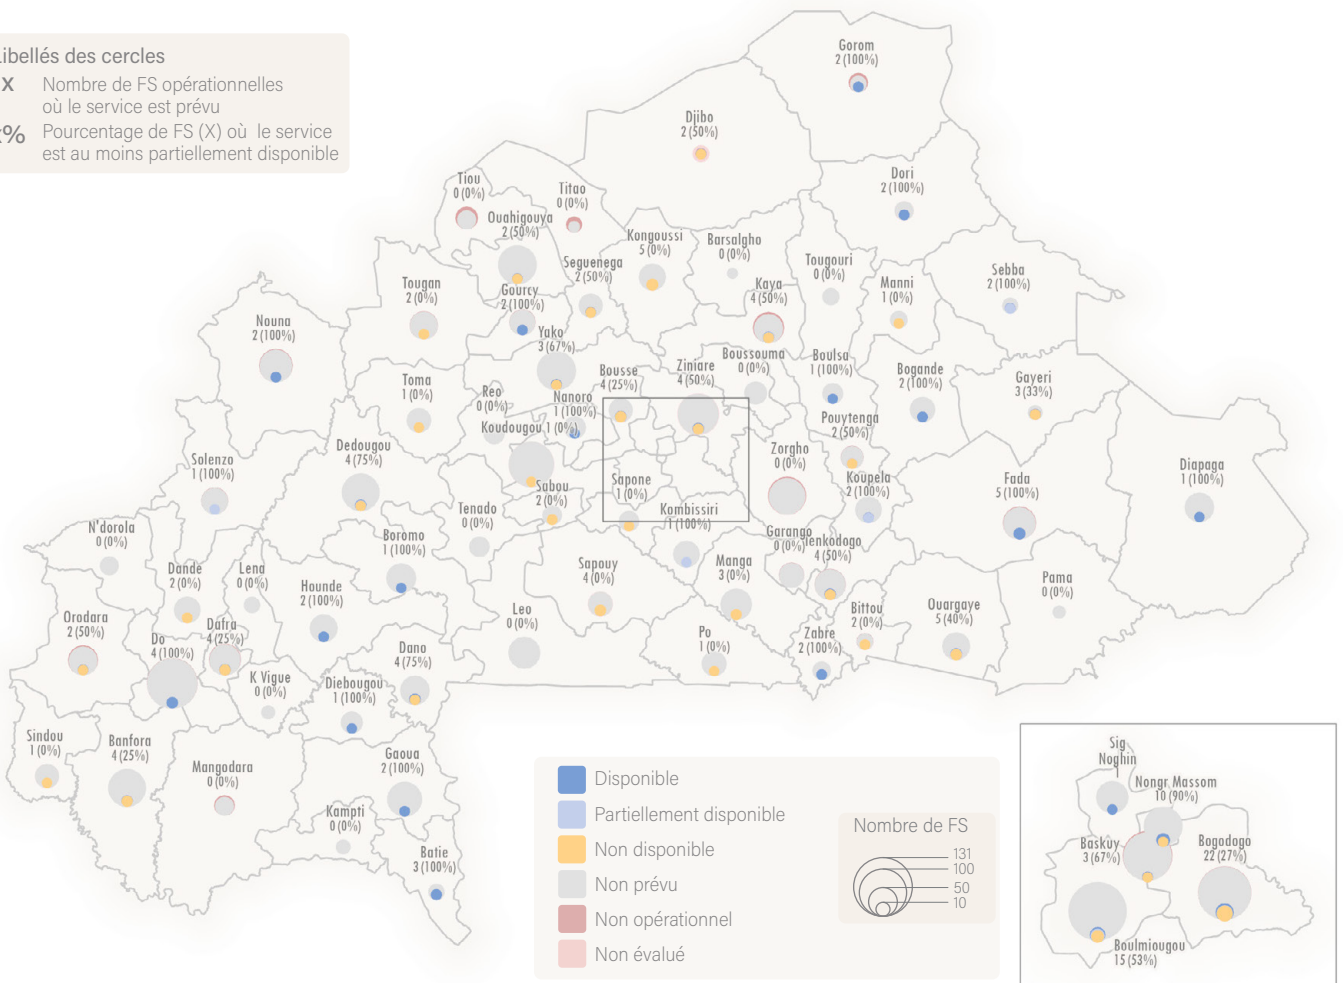 Libellés des cercles
X Nombre de FS opérationnelles
où le service est prévu
% Pourcentage de FS (X) où le service
est au moins partiellement disponible
Gorom
2 (100%)
Djibo
2 (50%)
Dori
2 (100%)
Tiou
0 (0%)
Titao
0 (0%)
Ouahigouya
2 (50%)
Kongoussi
5 (0%)
Barsalgho
0 (0%)
Tougouri
0 (0%)
Sebba
2 (100%)
Seguenega
2 (50%)
Tougan
2 (0%)
Gourcy
2 (100%)
Kaya
4 (50%)
Manni
1 (0%)
Nouna
2 (100%)
Yako
3 (67%)
Bousse
4 (25%)
Ziniare
4 (50%)
Boussouma
0 (0%)
Boulsa
1 (100%)
Bogande
2 (100%)
Gayeri
3 (33%)
Toma
1 (0%)
Reo
0 (0%)
Nanoro
1 (100%)
Koudougou 1 (0%)
Pouytenga
2 (50%)
Dedougou
4 (75%)
Solenzo
1 (100%)
Zorgho
0 (0%)
Diapaga
1 (100%)
Sapone
1 (0%)
Koupela
2 (100%)
Fada
5 (100%)
Sabou
2 (0%)
Tenado
0 (0%)
Kombissiri
1 (100%)
N'dorola
0 (0%)
Boromo
1 (100%)
Garango
0 (0%)
Tenkodogo
4 (50%)
Dande
2 (0%)
Lena
0 (0%)
Hounde
2 (100%)
Sapouy
4 (0%)
Manga
3 (0%)
Pama
0 (0%)
Orodara
2 (50%)
Dafra
4 (25%)
Do
4 (100%)
Leo
0 (0%)
Bittou
2 (0%)
Ouargaye
5 (40%)
Po
1 (0%)
Zabre
2 (100%)
Dano
4 (75%)
K Vigue
0 (0%)
Diebougou
1 (100%)
Sindou
1 (0%)
Banfora
4 (25%)
Mangodara
0 (0%)
Gaoua
2 (100%)
Kampti
0 (0%)
Batie
3 (100%)
Disponible
Partiellement disponible
Non disponible
Non prévu
Non opérationnel
Non évalué
Nombre de FS
131
100
50
10
Sig
Noghin
Nongr Massom
10 (90%)
Baskuy
3 (67%)
Bogodogo
22 (27%)
Boulmiougou
15 (53%)